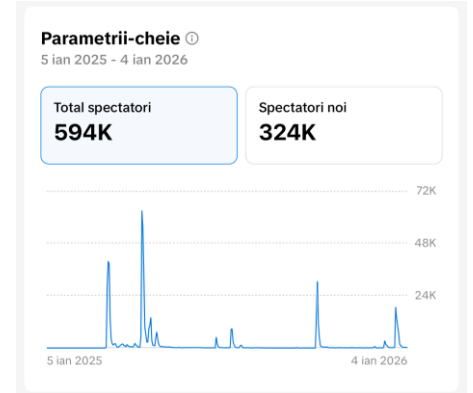 Parametrii-cheie ⓘ
5 ian 2025 - 4 ian 2026
Total spectatori
594K
Spectatori noi
324K
72K
48K
24K
5 ian 2025
4 ian 2026